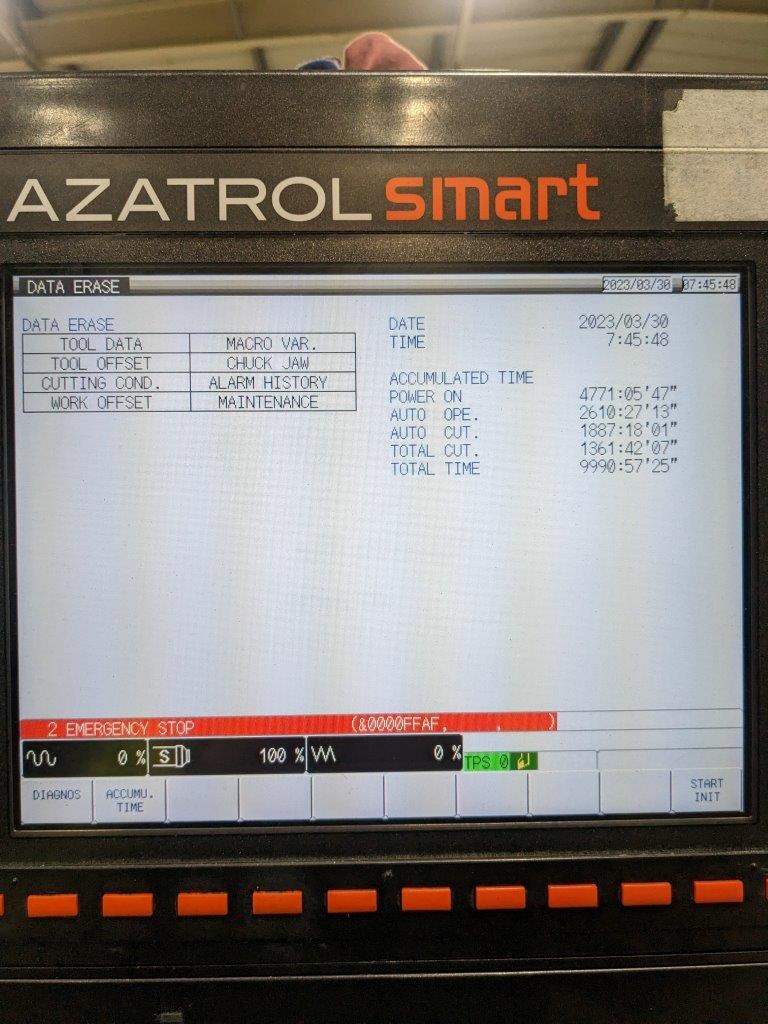 AZATROL smart
DATA ERASE 2023/03/30 07:45:48
DATA ERASE
TOOL DATA MACRO VAR.
TOOL OFFSET CHUCK JAW
CUTTING COND. ALARM HISTORY
WORK OFFSET MAINTENANCE
DATE 2023/03/30
TIME 7:45:48
ACCUMULATED TIME
POWER ON 4771:05'47"
AUTO OPE. 2610:27'13"
AUTO CUT. 1887:18'01"
TOTAL CUT. 1361:42'07"
TOTAL TIME 9990:57'25"
2 EMERGENCY STOP (&0000FFAF, , )
0 % S 100 % 0 % TPS 0
DIAGNOS ACCUMU. TIME START INIT